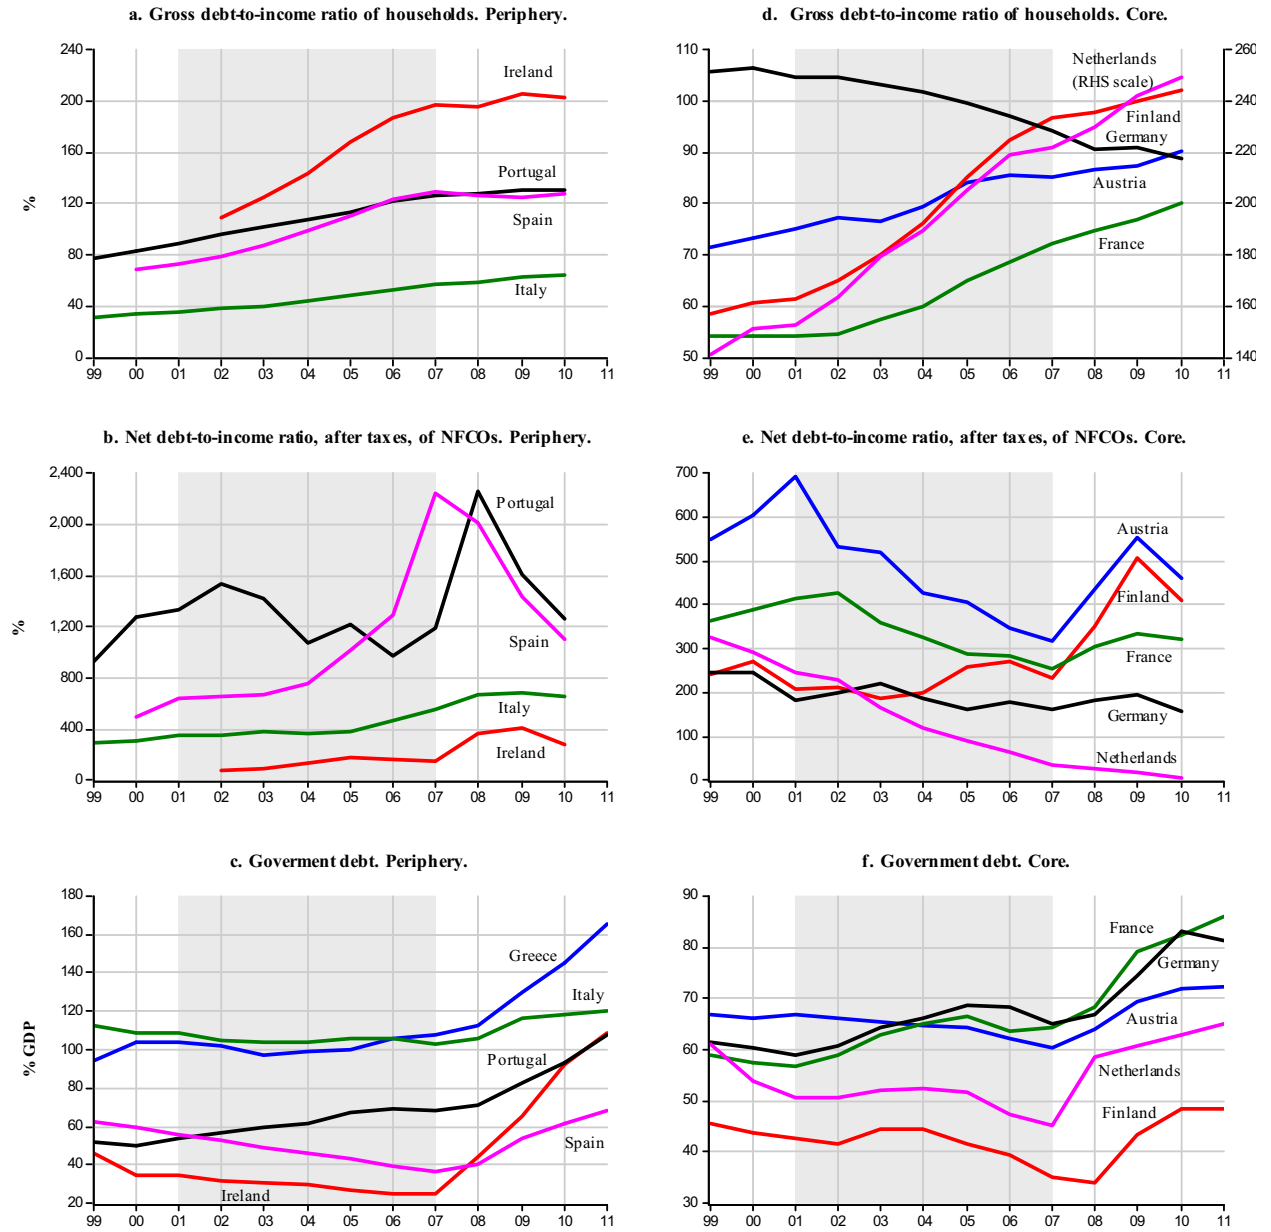 a. Gross debt-to-income ratio of households. Periphery.
240
200
160
120
80
40
0
%
Ireland
Portugal
Spain
Italy
99 00 01 02 03 04 05 06 07 08 09 10 11
d. Gross debt-to-income ratio of households. Core.
110
100
90
80
70
60
50
260
240
220
200
180
160
140
Netherlands
(RHS scale)
Finland
Germany
Austria
France
99 00 01 02 03 04 05 06 07 08 09 10 11
b. Net debt-to-income ratio, after taxes, of NFCOs. Periphery.
2,400
2,000
1,600
1,200
800
400
0
%
Portugal
Spain
Italy
Ireland
99 00 01 02 03 04 05 06 07 08 09 10 11
e. Net debt-to-income ratio, after taxes, of NFCOs. Core.
700
600
500
400
300
200
100
0
Austria
Finland
France
Germany
Netherlands
99 00 01 02 03 04 05 06 07 08 09 10 11
c. Goverment debt. Periphery.
180
160
140
120
100
80
60
40
20
% GDP
Greece
Italy
Portugal
Spain
Ireland
99 00 01 02 03 04 05 06 07 08 09 10 11
f. Government debt. Core.
90
80
70
60
50
40
30
France
Germany
Austria
Netherlands
Finland
99 00 01 02 03 04 05 06 07 08 09 10 11